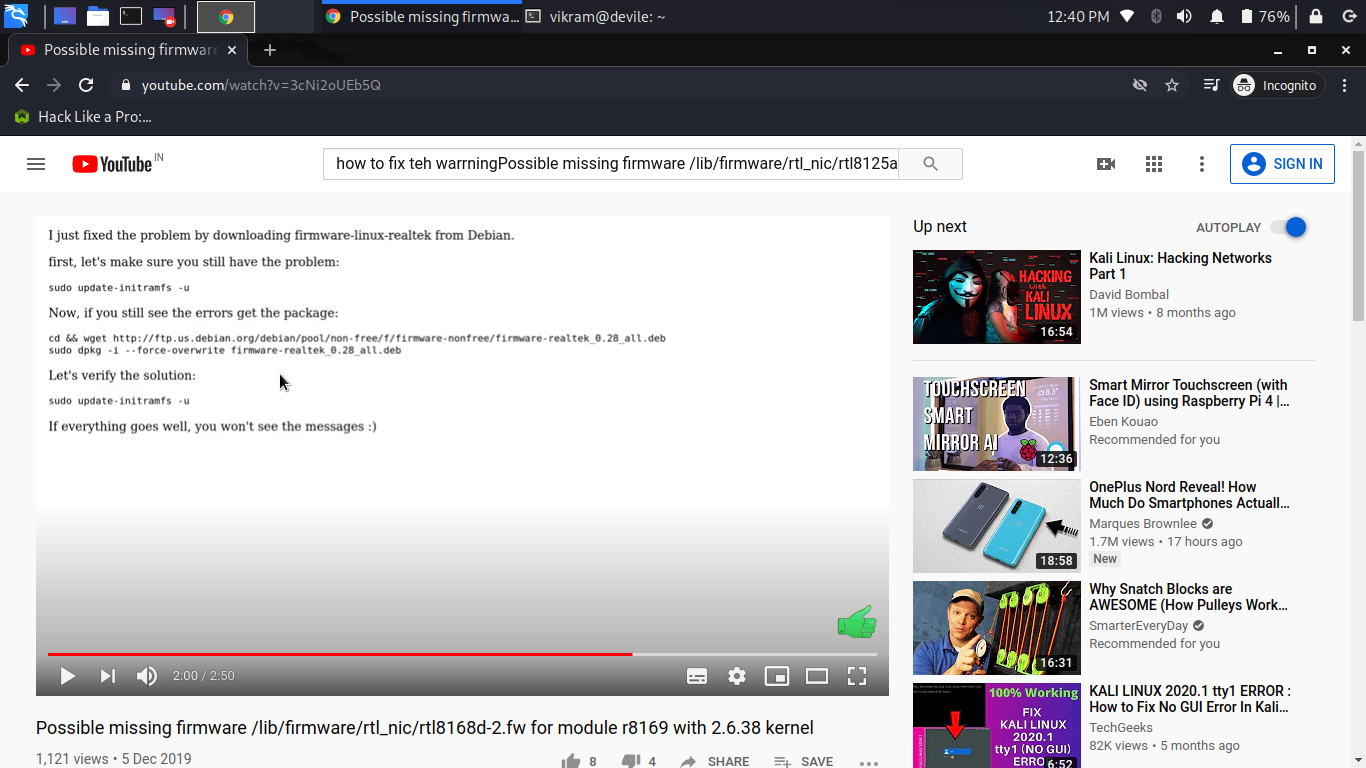 Possible missing firmwa...
vikram@devile: ~
12:40 PM
76%
Possible missing firmware
youtube.com/watch?v=3cNi2oUEb5Q
Incognito
Hack Like a Pro:...
YouTube IN
how to fix teh warrningPossible missing firmware /lib/firmware/rtl_nic/rtl8125a
SIGN IN
I just fixed the problem by downloading firmware-linux-realtek from Debian.
first, let's make sure you still have the problem:
sudo update-initramfs -u
Now, if you still see the errors get the package:
cd && wget http://ftp.us.debian.org/debian/pool/non-free/f/firmware-nonfree/firmware-realtek_0.28_all.deb
sudo dpkg -i --force-overwrite firmware-realtek_0.28_all.deb
Let's verify the solution:
sudo update-initramfs -u
If everything goes well, you won't see the messages :)
2:00 / 2:50
Possible missing firmware /lib/firmware/rtl_nic/rtl8168d-2.fw for module r8169 with 2.6.38 kernel
1,121 views • 5 Dec 2019
8
4
SHARE
SAVE
Up next
AUTOPLAY
HACKING
with
KALI
LINUX
16:54
Kali Linux: Hacking Networks
Part 1
David Bombal
1M views • 8 months ago
TOUCHSCREEN
SMART
MIRROR AI
12:36
Smart Mirror Touchscreen (with
Face ID) using Raspberry Pi 4 |...
Eben Kouao
Recommended for you
18:58
OnePlus Nord Reveal! How
Much Do Smartphones Actuall...
Marques Brownlee
1.7M views • 17 hours ago
New
16:31
Why Snatch Blocks are
AWESOME (How Pulleys Work...
SmarterEveryDay
Recommended for you
100% Working
FIX
KALI LINUX
2020.1
tty1 (NO GUI)
ERRO
6:52
KALI LINUX 2020.1 tty1 ERROR :
How to Fix No GUI Error In Kali...
TechGeeks
82K views • 5 months ago